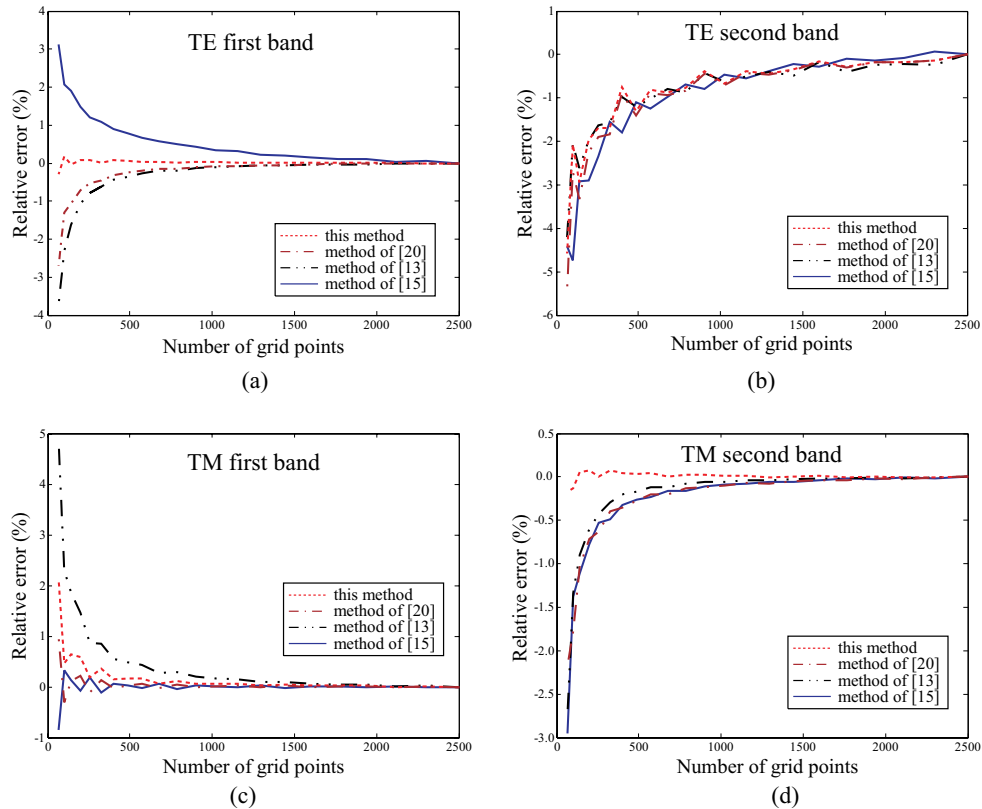 TE first band
Relative error (%)
4
3
2
1
0
-1
-2
-3
-4
this method
method of [20]
method of [13]
method of [15]
0
500
1000
1500
2000
2500
Number of grid points
(a)
TE second band
Relative error (%)
1
0
-1
-2
-3
-4
-5
-6
this method
method of [20]
method of [13]
method of [15]
0
500
1000
1500
2000
2500
Number of grid points
(b)
TM first band
Relative error (%)
5
4
3
2
1
0
-1
this method
method of [20]
method of [13]
method of [15]
0
500
1000
1500
2000
2500
Number of grid points
(c)
TM second band
Relative error (%)
0.5
0.0
-0.5
-1.0
-1.5
-2.0
-2.5
-3.0
this method
method of [20]
method of [13]
method of [15]
0
500
1000
1500
2000
2500
Number of grid points
(d)